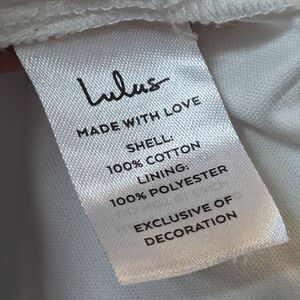 Lulus
MADE WITH LOVE
SHELL:
100% COTTON
LINING:
100% POLYESTER
EXCLUSIVE OF
DECORATION